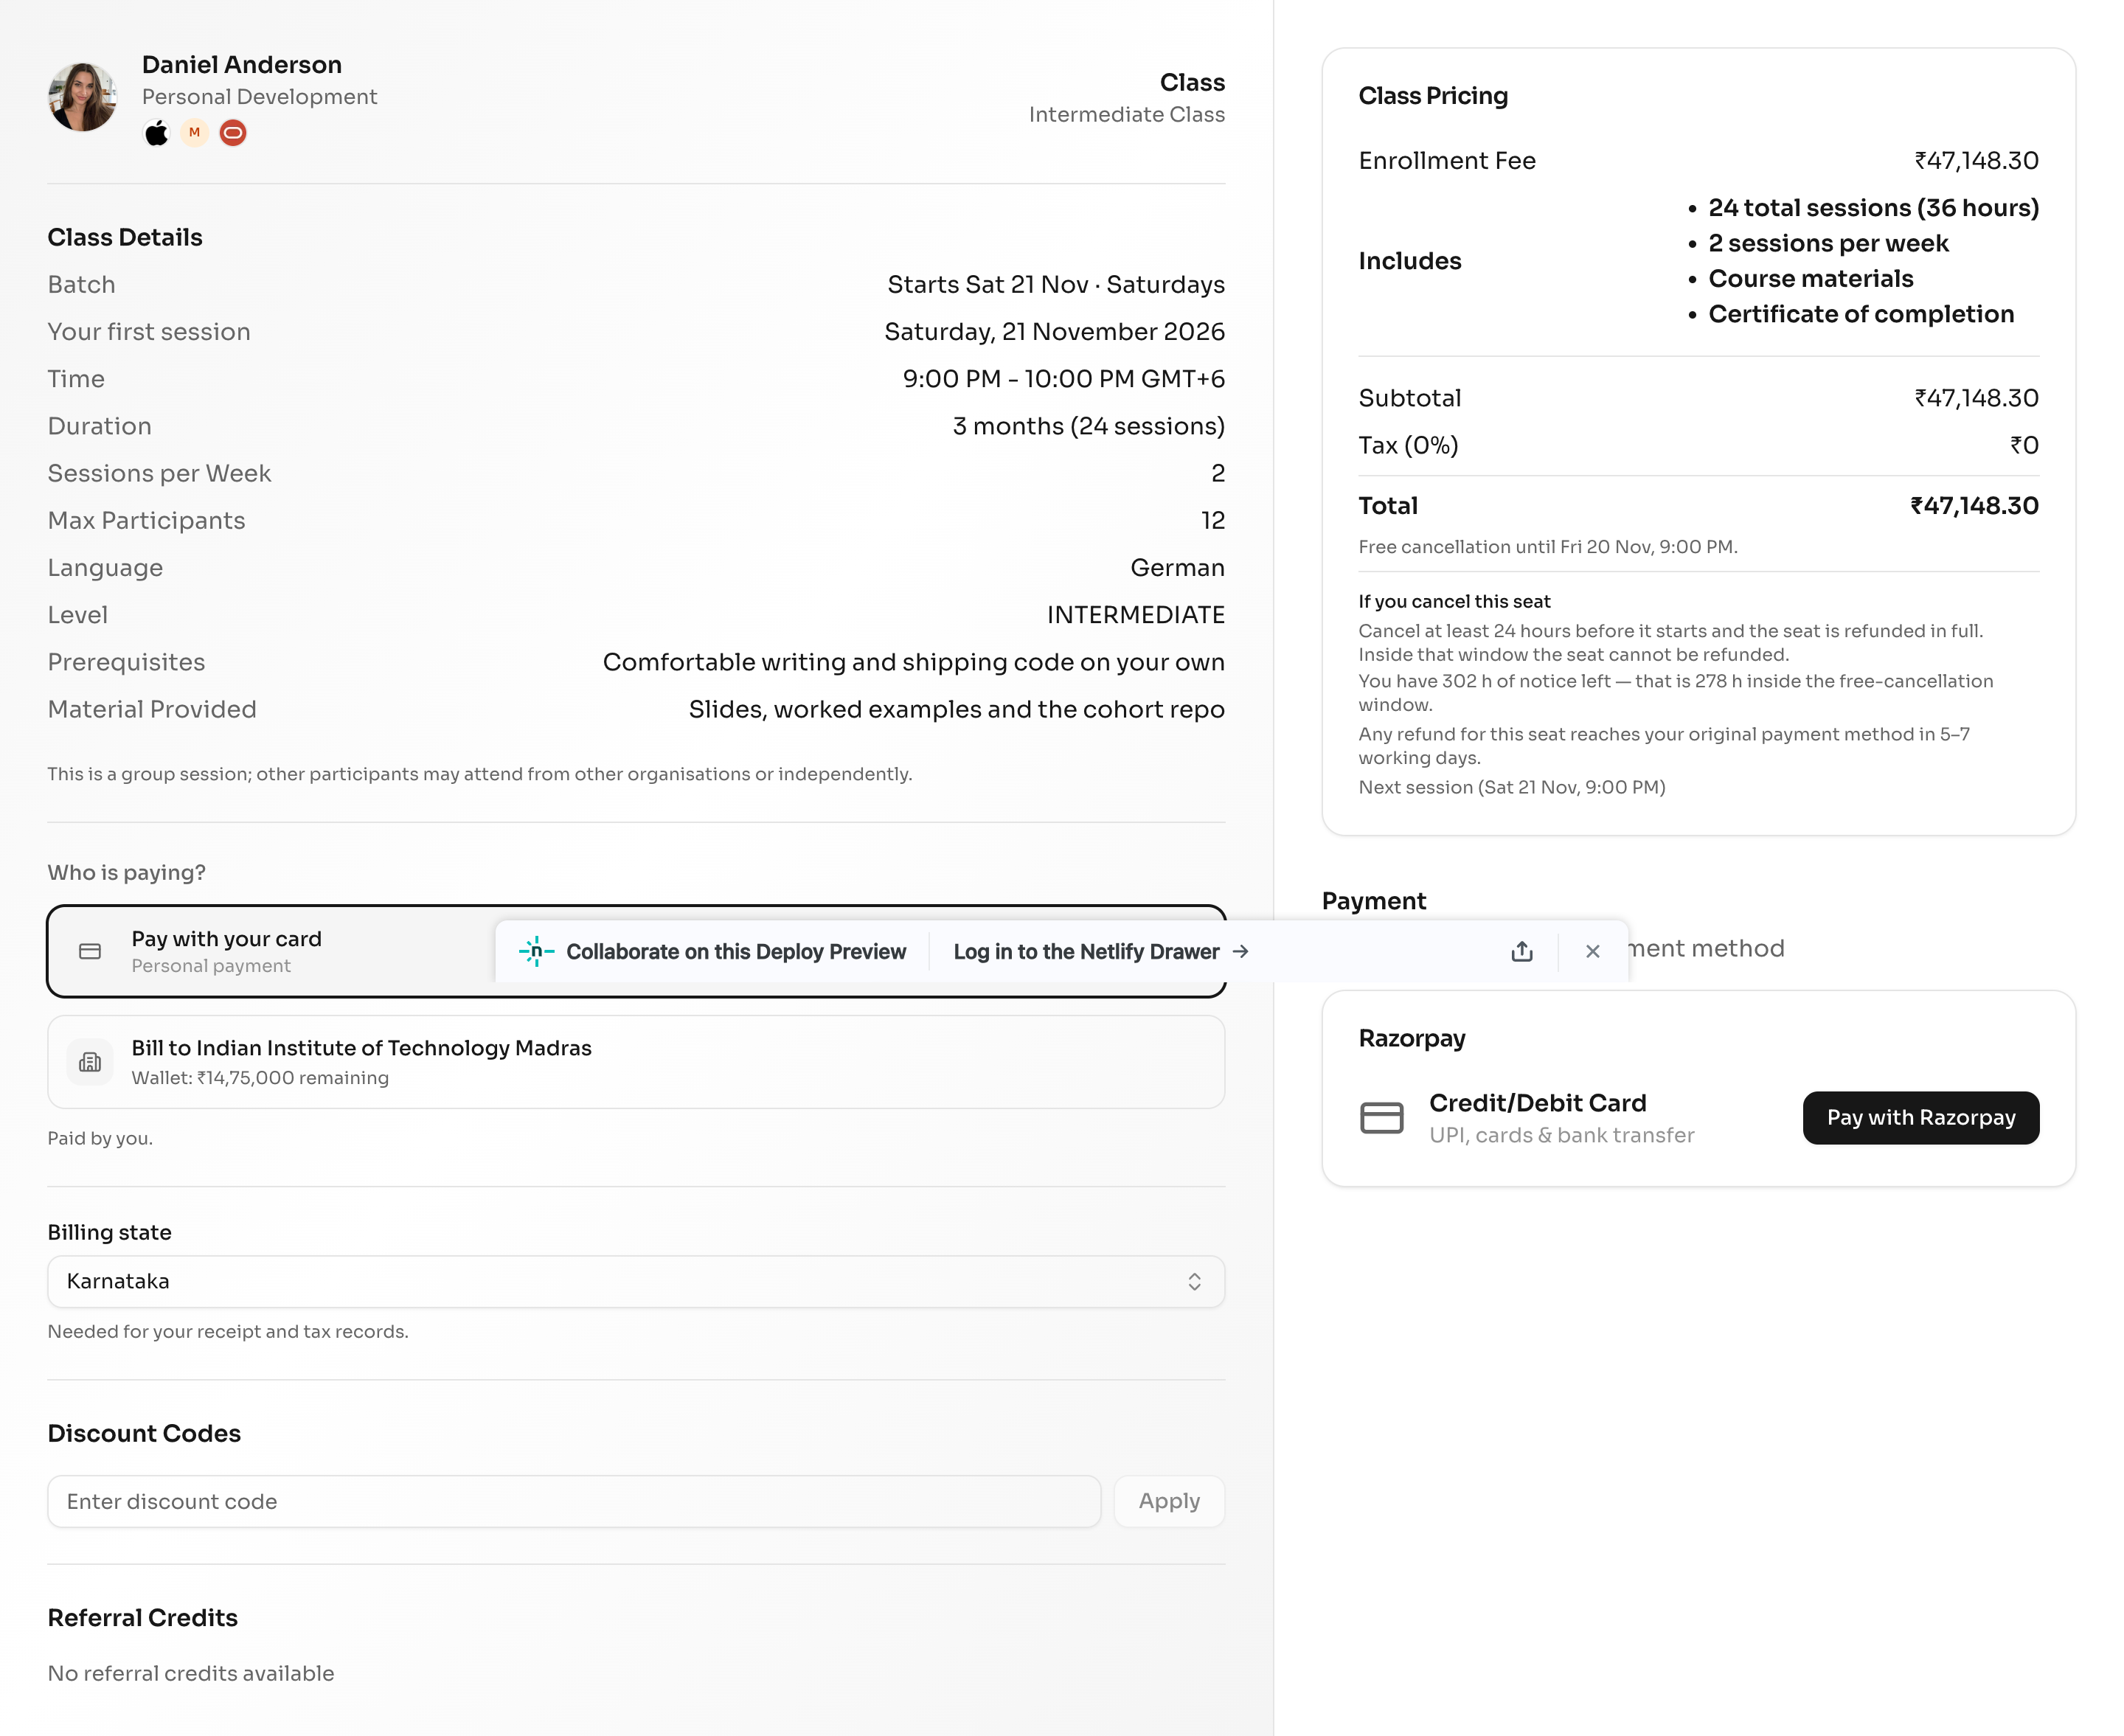 Daniel Anderson
Personal Development
M
Class
Intermediate Class
Class Details
Batch
Starts Sat 21 Nov · Saturdays
Your first session
Saturday, 21 November 2026
Time
9:00 PM - 10:00 PM GMT+6
Duration
3 months (24 sessions)
Sessions per Week
2
Max Participants
12
Language
German
Level
INTERMEDIATE
Prerequisites
Comfortable writing and shipping code on your own
Material Provided
Slides, worked examples and the cohort repo
This is a group session; other participants may attend from other organisations or independently.
Who is paying?
Pay with your card
Personal payment
Collaborate on this Deploy Preview
Log in to the Netlify Drawer →
Bill to Indian Institute of Technology Madras
Wallet: ₹14,75,000 remaining
Paid by you.
Billing state
Karnataka
Needed for your receipt and tax records.
Discount Codes
Enter discount code
Apply
Referral Credits
No referral credits available
Class Pricing
Enrollment Fee
₹47,148.30
Includes
• 24 total sessions (36 hours)
• 2 sessions per week
• Course materials
• Certificate of completion
Subtotal
₹47,148.30
Tax (0%)
₹0
Total
₹47,148.30
Free cancellation until Fri 20 Nov, 9:00 PM.
If you cancel this seat
Cancel at least 24 hours before it starts and the seat is refunded in full.
Inside that window the seat cannot be refunded.
You have 302 h of notice left — that is 278 h inside the free-cancellation
window.
Any refund for this seat reaches your original payment method in 5–7
working days.
Next session (Sat 21 Nov, 9:00 PM)
Payment
method
Razorpay
Credit/Debit Card
UPI, cards & bank transfer
Pay with Razorpay